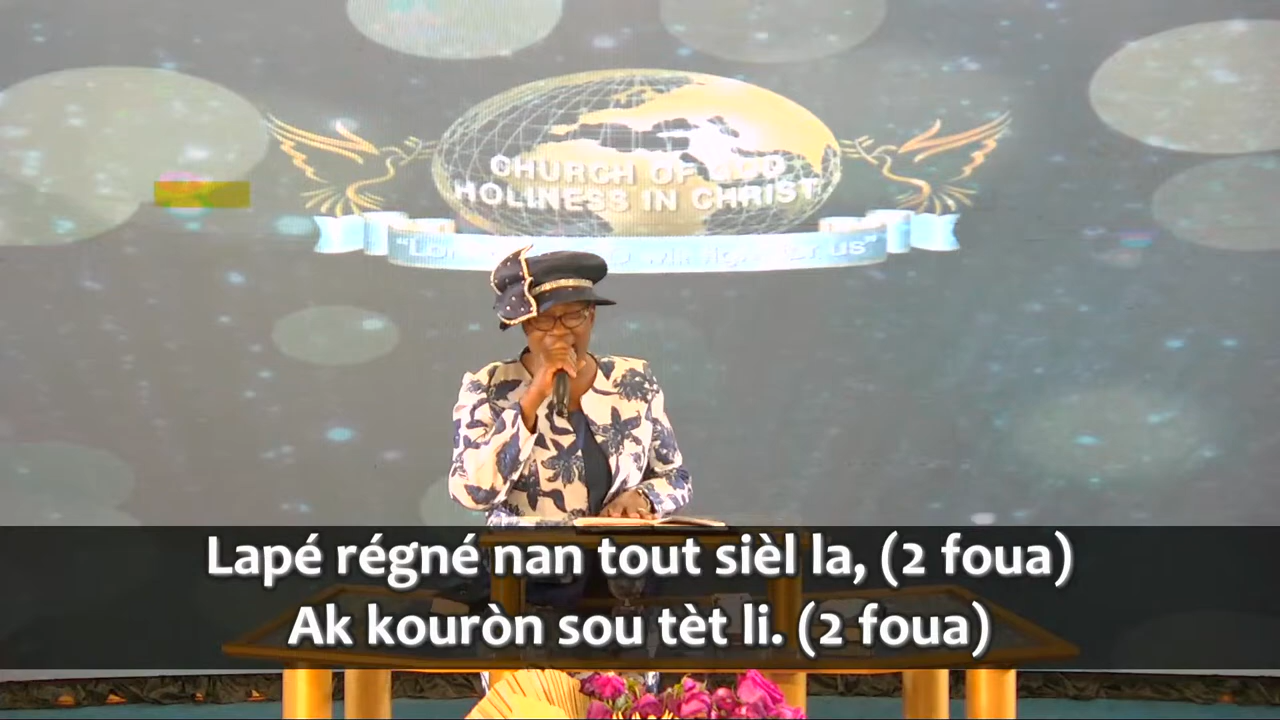 CHURCH OF GOD
HOLINESS IN CHRIST
us”
Lapé régné nan tout sièl la, (2 foua)
Ak kouròn sou tèt li. (2 foua)